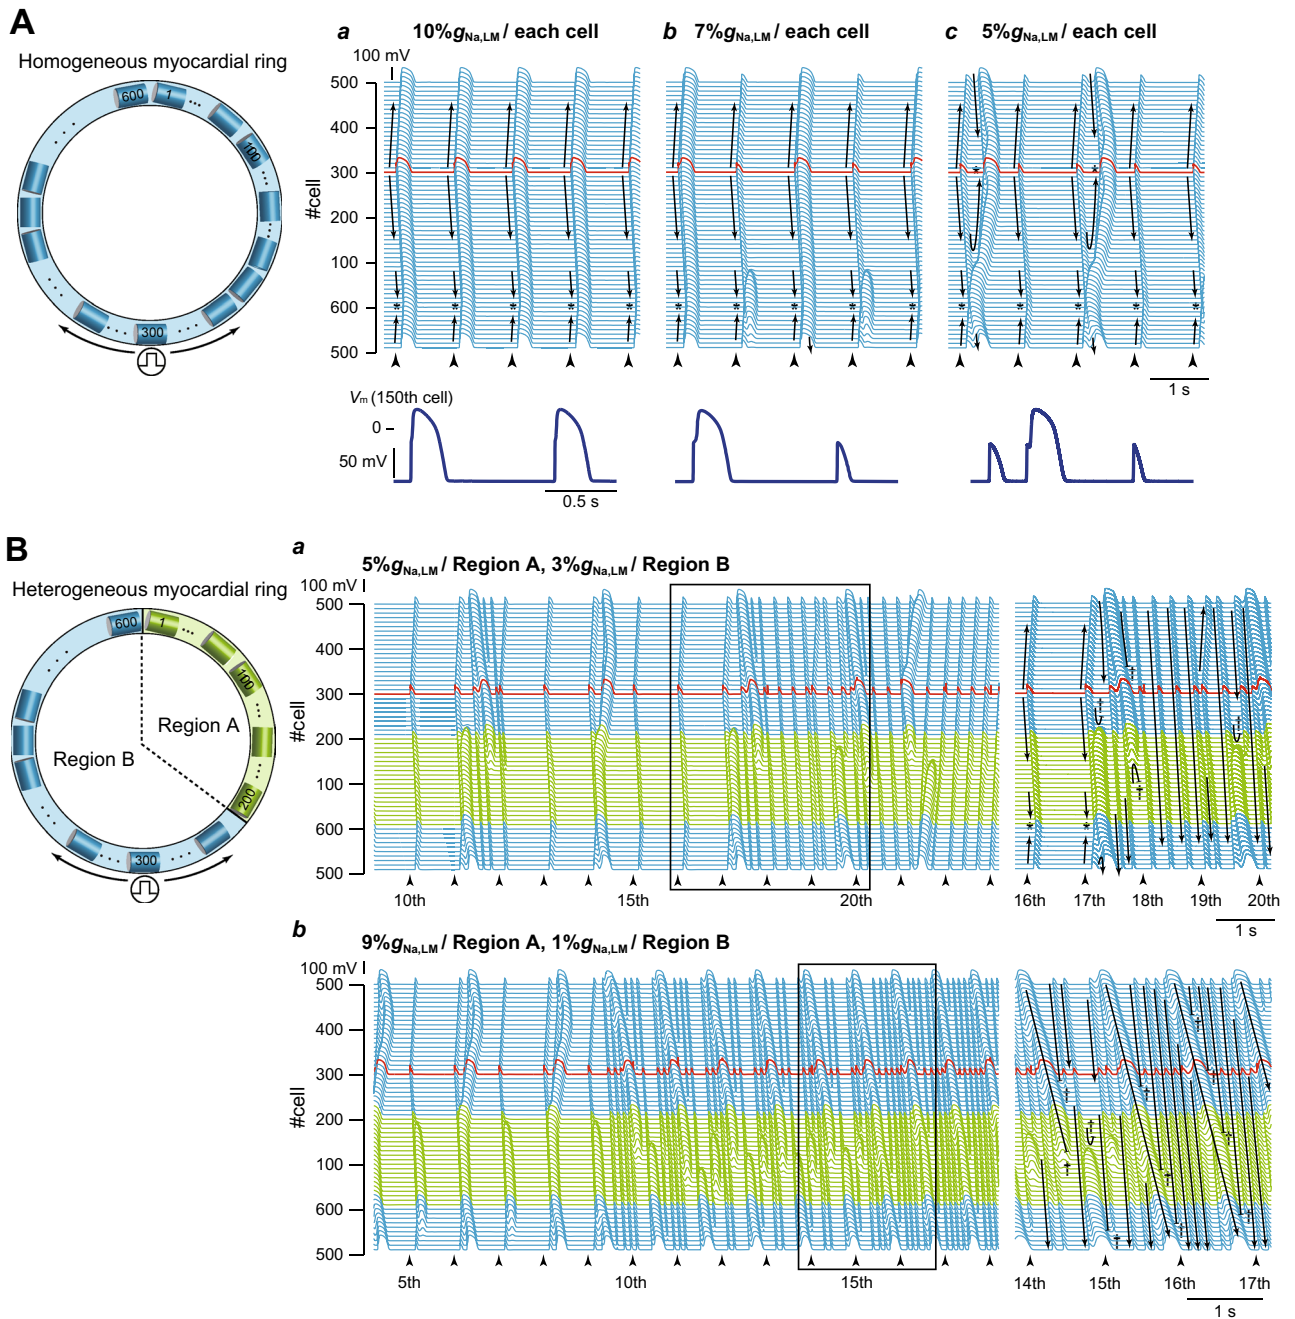 A
Homogeneous myocardial ring
600 1 ...
100
300
a 10%gNa,LM / each cell
b 7%gNa,LM / each cell
c 5%gNa,LM / each cell
100 mV
#cell
500
400
300
200
100
600
500
* * * * *
* * * * *
* *
* * * * *
1 s
Vm (150th cell)
0
50 mV
0.5 s
B
Heterogeneous myocardial ring
600 1 ...
100
200
300
Region A
Region B
a
5%gNa,LM / Region A, 3%gNa,LM / Region B
100 mV
#cell
500
400
300
200
100
600
500
10th 15th 20th
† † † †
* *
16th 17th 18th 19th 20th
1 s
b
9%gNa,LM / Region A, 1%gNa,LM / Region B
100 mV
#cell
500
400
300
200
100
600
500
5th 10th 15th
† † † † † † † † † †
14th 15th 16th 17th
1 s